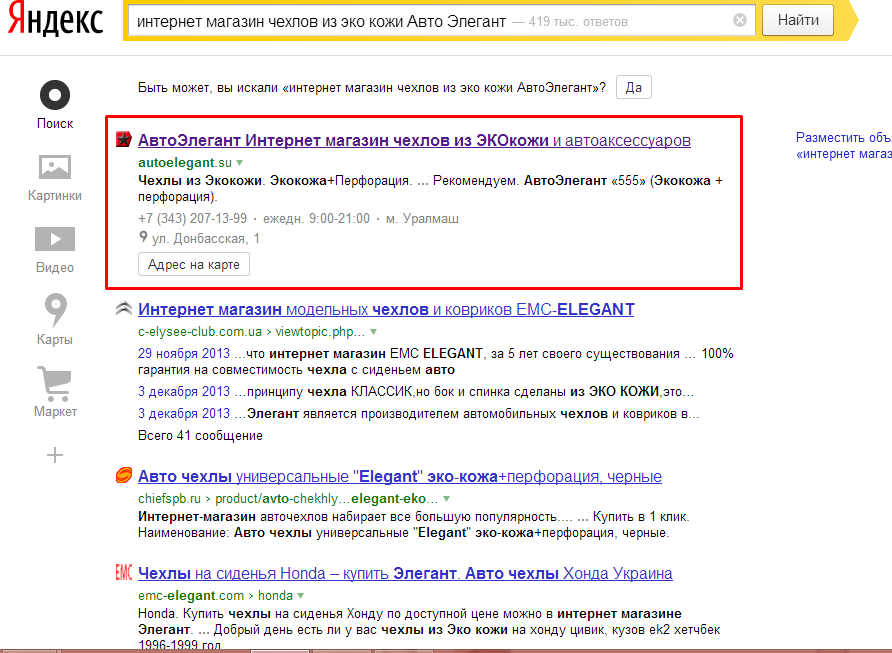 Яндекс
интернет магазин чехлов из эко кожи Авто Элегант — 419 тыс. ответов
Найти
Быть может, вы искали «интернет магазин чехлов из эко кожи АвтоЭлегант»? Да
Поиск
Картинки
Видео
Карты
Маркет
АвтоЭлегант Интернет магазин чехлов из ЭКОкожи и автоаксессуаров
autoelegant.su
Чехлы из Экокожи. Экокожа+Перфорация. ... Рекомендуем. АвтоЭлегант «555» (Экокожа +
перфорация).
+7 (343) 207-13-99 · ежедн. 9:00-21:00 · м. Уралмаш
ул. Донбасская, 1
Адрес на карте
Разместить объ
«интернет магаз
Интернет магазин модельных чехлов и ковриков EMC-ELEGANT
c-elysee-club.com.ua › viewtopic.php...
29 ноября 2013 ...что интернет магазин EMC ELEGANT, за 5 лет своего существования ... 100%
гарантия на совместимость чехла с сиденьем авто
3 декабря 2013 ...принципу чехла КЛАССИК,но бок и спинка сделаны из ЭКО КОЖИ,это...
3 декабря 2013 ...Элегант является производителем автомобильных чехлов и ковриков в...
Всего 41 сообщение
Авто чехлы универсальные "Elegant" эко-кожа+перфорация, черные
chiefspb.ru › product/avto-chekhly...elegant-eko...
Интернет-магазин авточехлов набирает все большую популярность.... ... Купить в 1 клик.
Наименование: Авто чехлы универсальные "Elegant" эко-кожа+перфорация, черные.
EMC
Чехлы на сиденья Honda – купить Элегант. Авто чехлы Хонда Украина
emc-elegant.com › honda
Honda. Купить чехлы на сиденья Хонду по доступной цене можно в интернет магазине
Элегант. ... Добрый день есть ли у вас чехлы из Эко кожи на хонду цивик, кузов ek2 хетчбек
1996-1999 год